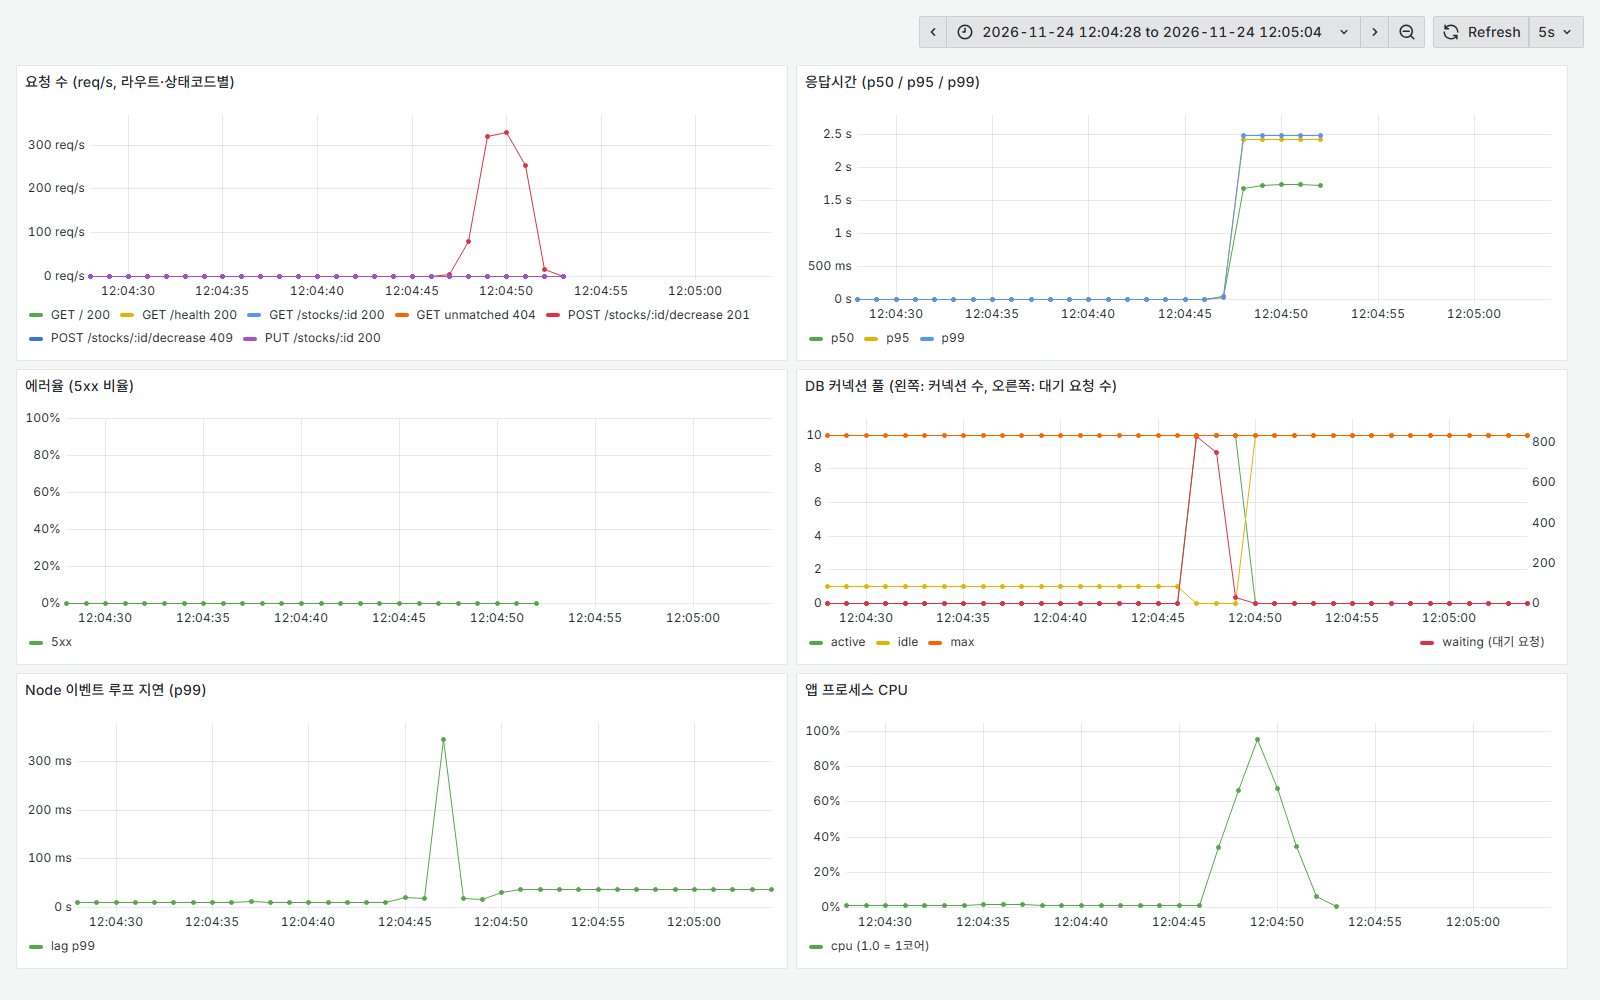 2026-11-24 12:04:28 to 2026-11-24 12:05:04 Refresh 5s
요청 수 (req/s, 라우트·상태코드별)
300 req/s
200 req/s
100 req/s
0 req/s
12:04:30 12:04:35 12:04:40 12:04:45 12:04:50 12:04:55 12:05:00
GET / 200 GET /health 200 GET /stocks/:id 200 GET unmatched 404 POST /stocks/:id/decrease 201
POST /stocks/:id/decrease 409 PUT /stocks/:id 200
응답시간 (p50 / p95 / p99)
2.5 s
2 s
1.5 s
1 s
500 ms
0 s
12:04:30 12:04:35 12:04:40 12:04:45 12:04:50 12:04:55 12:05:00
p50 p95 p99
에러율 (5xx 비율)
100%
80%
60%
40%
20%
0%
12:04:30 12:04:35 12:04:40 12:04:45 12:04:50 12:04:55 12:05:00
5xx
DB 커넥션 풀 (왼쪽: 커넥션 수, 오른쪽: 대기 요청 수)
10 800
8 600
6 400
4 200
2
0 0
12:04:30 12:04:35 12:04:40 12:04:45 12:04:50 12:04:55 12:05:00
active idle max waiting (대기 요청)
Node 이벤트 루프 지연 (p99)
300 ms
200 ms
100 ms
0 s
12:04:30 12:04:35 12:04:40 12:04:45 12:04:50 12:04:55 12:05:00
lag p99
앱 프로세스 CPU
100%
80%
60%
40%
20%
0%
12:04:30 12:04:35 12:04:40 12:04:45 12:04:50 12:04:55 12:05:00
cpu (1.0 = 1코어)